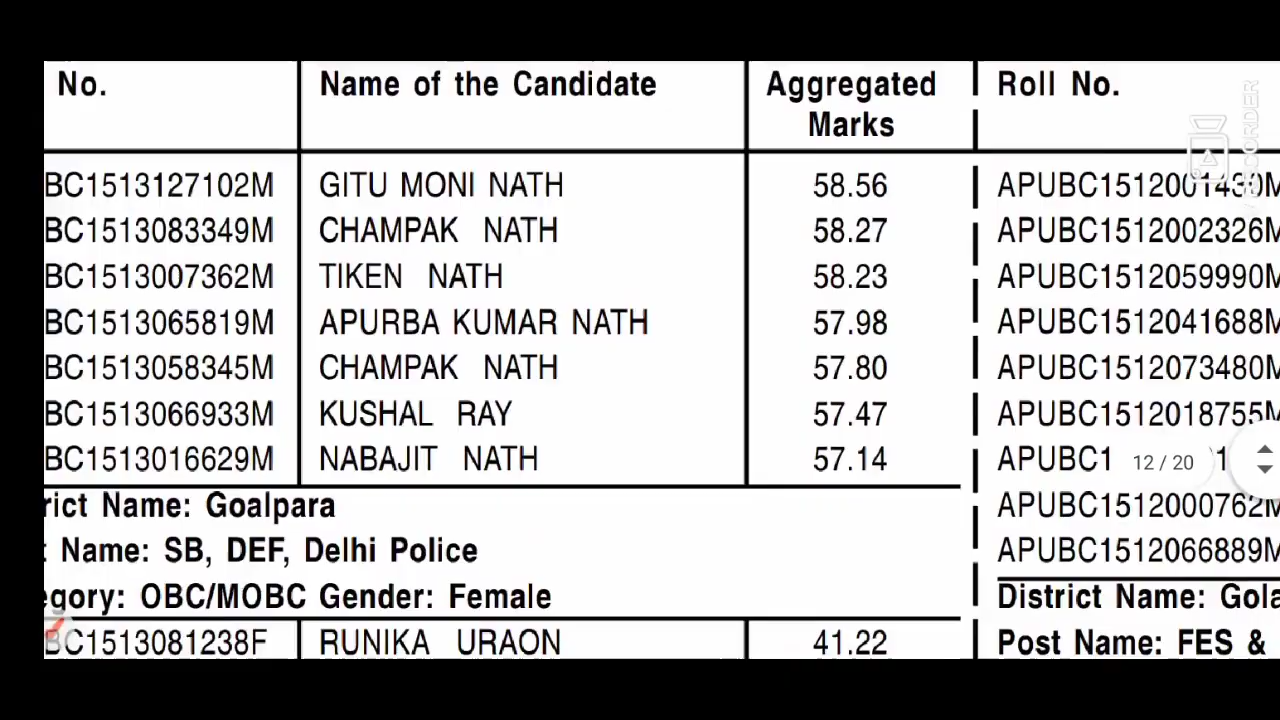 No. Name of the Candidate Aggregated Marks
BC1513127102M GITU MONI NATH 58.56
BC1513083349M CHAMPAK NATH 58.27
BC1513007362M TIKEN NATH 58.23
BC1513065819M APURBA KUMAR NATH 57.98
BC1513058345M CHAMPAK NATH 57.80
BC1513066933M KUSHAL RAY 57.47
BC1513016629M NABAJIT NATH 57.14
rict Name: Goalpara
Name: SB, DEF, Delhi Police
egory: OBC/MOBC Gender: Female
BC1513081238F RUNIKA URAON 41.22
Roll No.
APUBC1512001430M
APUBC1512002326M
APUBC1512059990M
APUBC1512041688M
APUBC1512073480M
APUBC1512018755M
APUBC1
APUBC1512000762M
APUBC1512066889M
District Name: Gola
Post Name: FES &
12 / 20
RECORDER